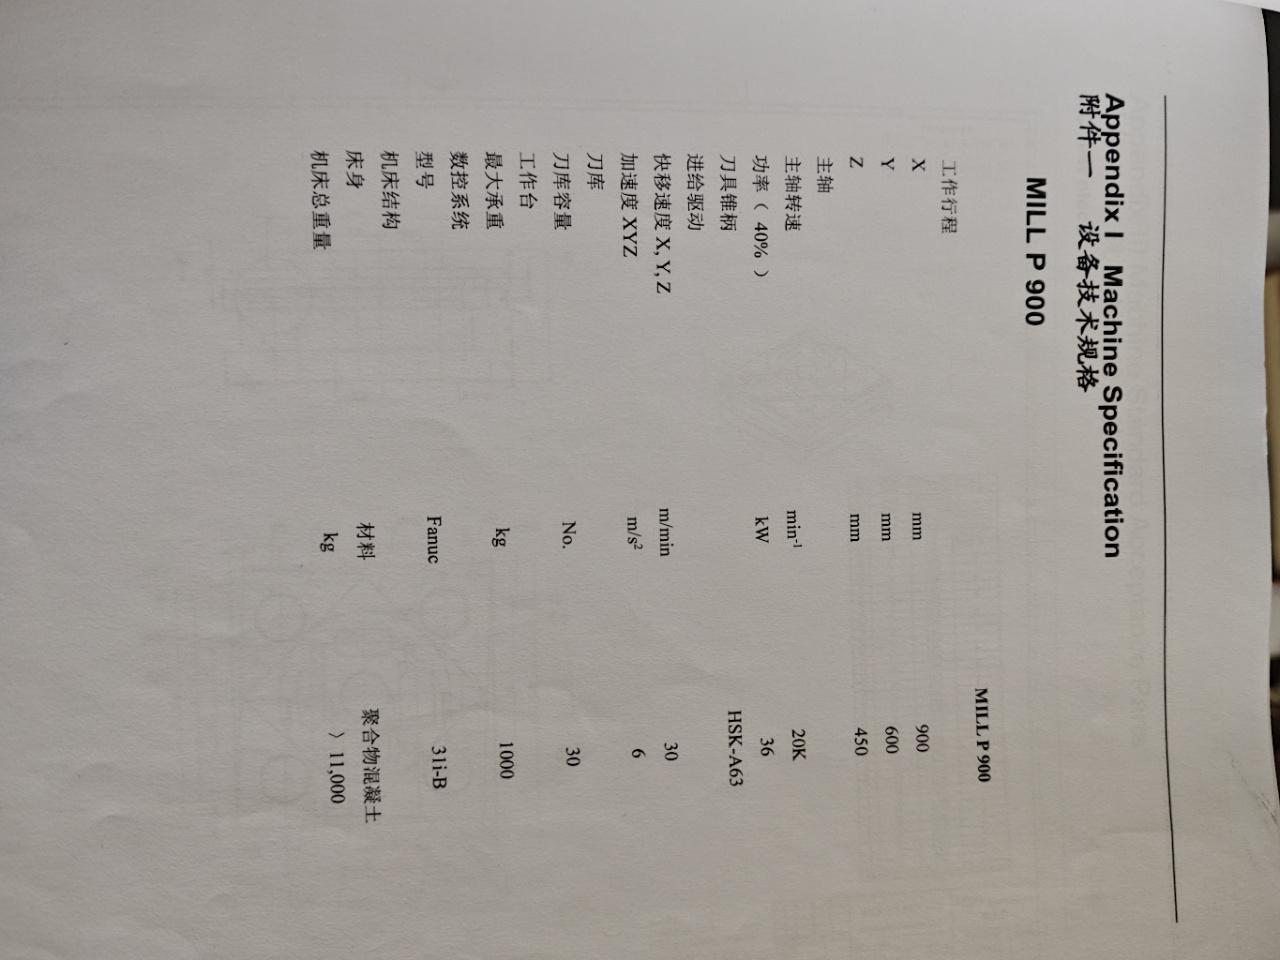 Appendix I Machine Specification
附件一 设备技术规格
MILL P 900
MILL P 900
工作行程
X mm 900
Y mm 600
Z mm 450
主轴
主轴转速 min-1 20K
功率（ 40% ） kW 36
刀具锥柄 HSK-A63
进给驱动
快移速度 X, Y, Z m/min 30
加速度 XYZ m/s² 6
刀库
刀库容量 No. 30
工作台
最大承重 kg 1000
数控系统
型号 Fanuc 31i-B
机床结构
床身 材料 聚合物混凝土
机床总重量 kg 〉11,000